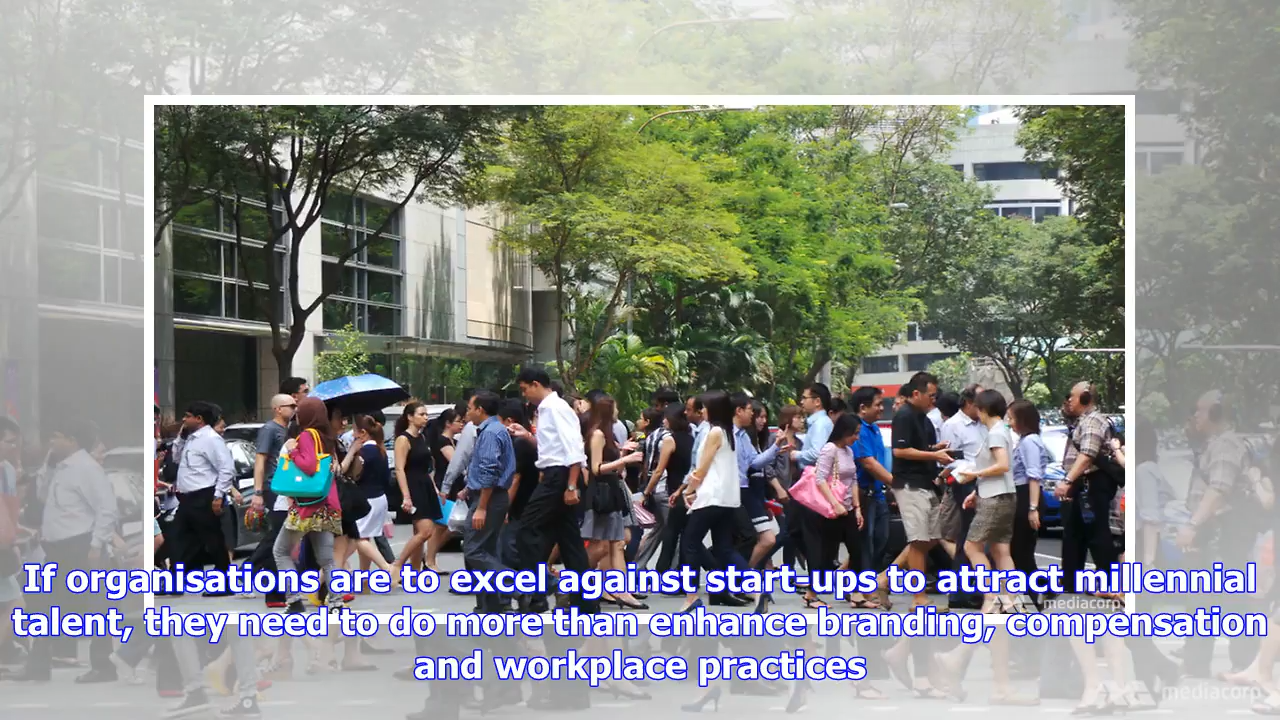 If organisations are to excel against start-ups to attract millennial
talent, they need to do more than enhance branding, compensation
and workplace practices
mediacorp
mediacorp